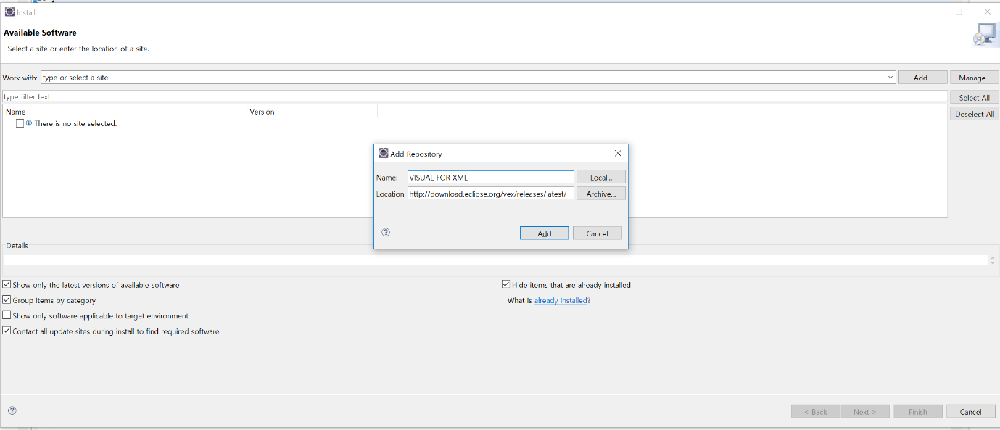 Install
Available Software
Select a site or enter the location of a site.
Work with: type or select a site Add... Manage...
type filter text Select All
Name Version Deselect All
There is no site selected.
Add Repository
Name: VISUAL FOR XML Local...
Location: http://download.eclipse.org/vex/releases/latest/ Archive...
Add Cancel
Details
Show only the latest versions of available software Hide items that are already installed
Group items by category What is already installed?
Show only software applicable to target environment
Contact all update sites during install to find required software
< Back Next > Finish Cancel